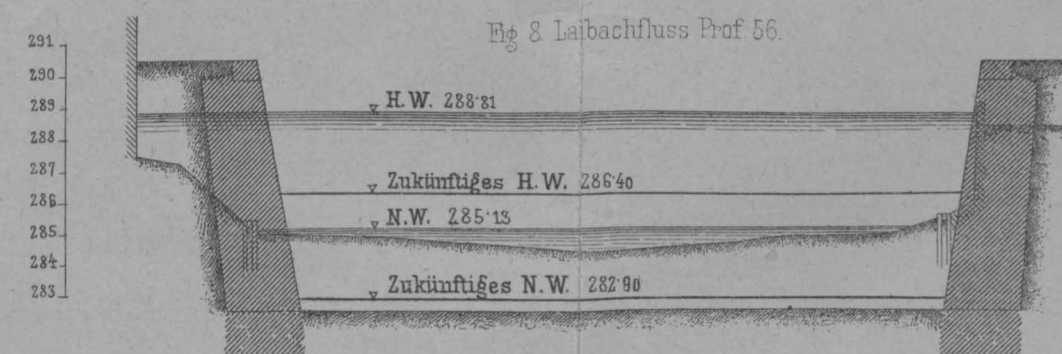 Fig 8. Laibachfluss Prof. 56.
291
290
289
288
287
286
285
284
283
H.W. 288·81
Zukünftiges H.W. 286·40
N.W. 285·13
Zukünftiges N.W. 282·90